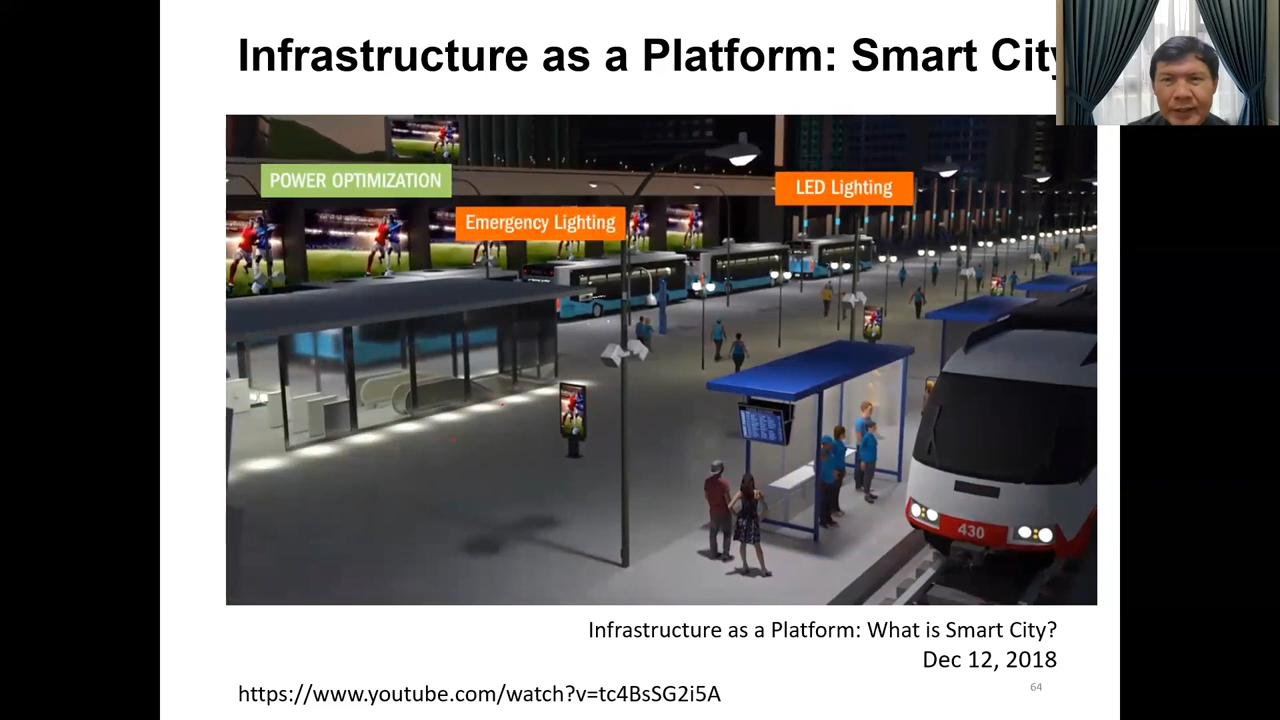 Infrastructure as a Platform: Smart City
POWER OPTIMIZATION
LED Lighting
Emergency Lighting
430
Infrastructure as a Platform: What is Smart City?
Dec 12, 2018
https://www.youtube.com/watch?v=tc4BsSG2i5A
64